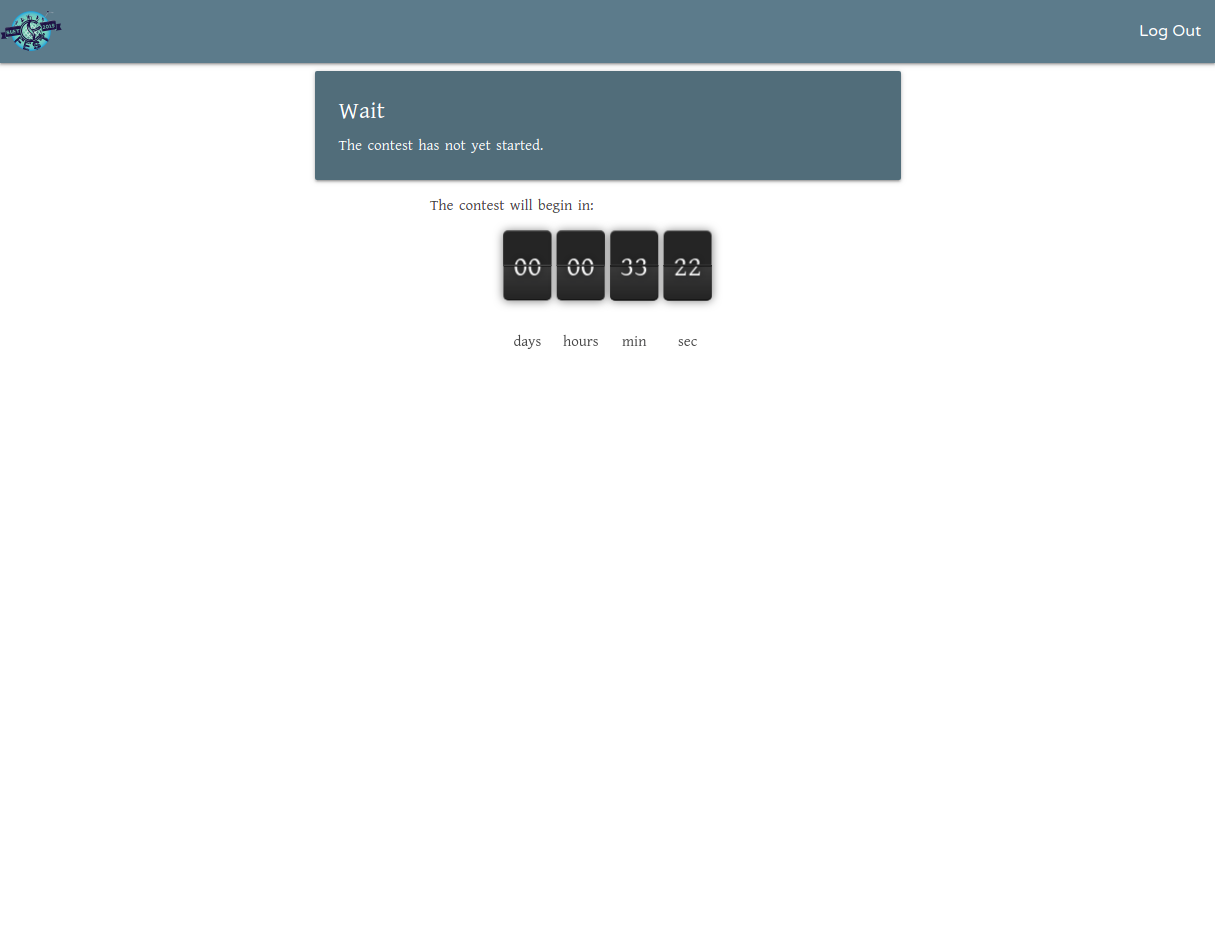 Log Out
Wait
The contest has not yet started.
The contest will begin in:
00 00 33 22
days hours min sec